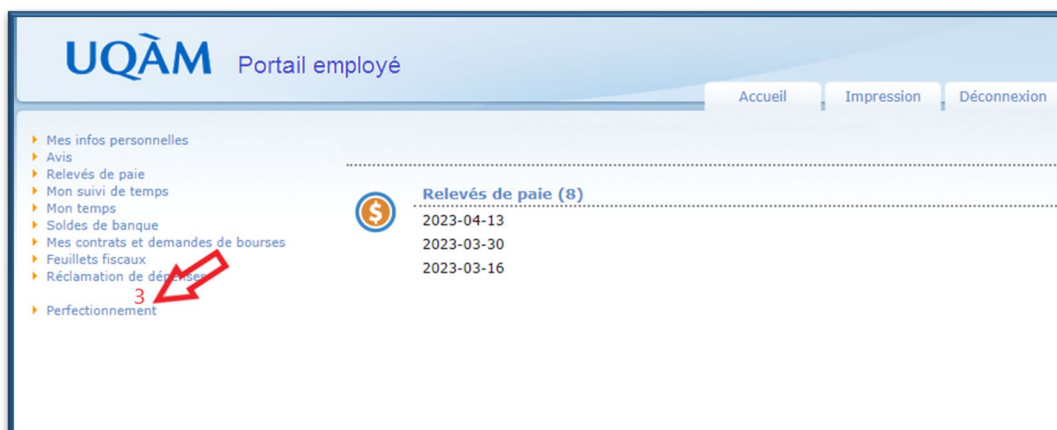 UQÀM Portail employé
Accueil Impression Déconnexion
Mes infos personnelles
Avis
Relevés de paie
Mon suivi de temps
Mon temps
Soldes de banque
Mes contrats et demandes de bourses
Feuillets fiscaux
Réclamation de dépenses
3
Perfectionnement
Relevés de paie (8)
2023-04-13
2023-03-30
2023-03-16